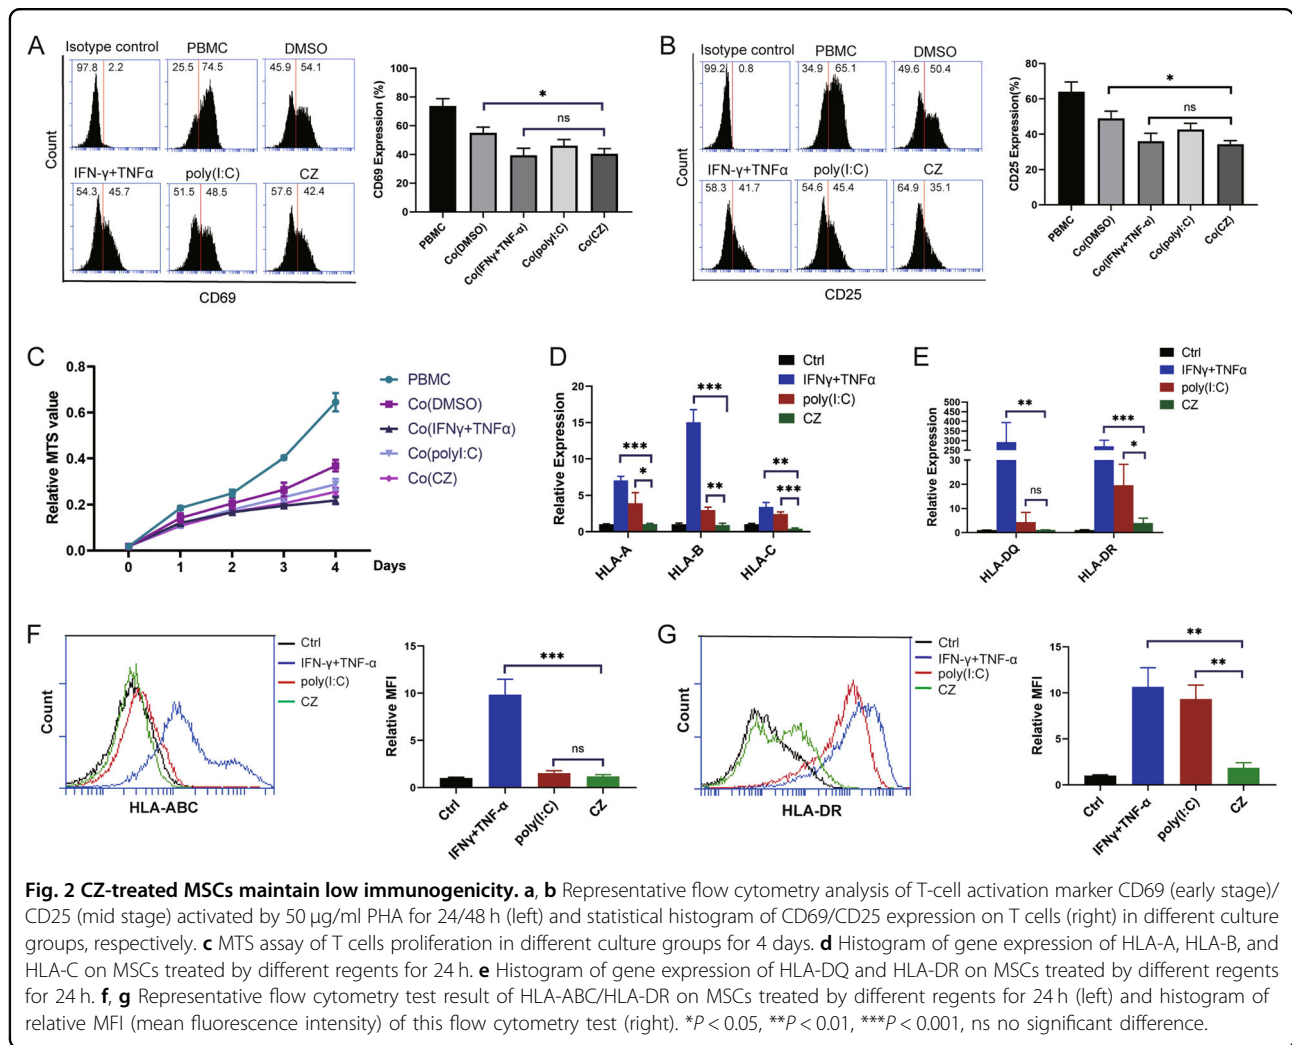 A
Isotype control PBMC DMSO
97.8 2.2 25.5 74.5 45.9 54.1
Count
IFN-γ+TNFα poly(I:C) CZ
54.3 45.7 51.5 48.5 57.6 42.4
CD69
CD69 Expression (%)
100
80
60
40
20
0
* ns
PBMC Co(DMSO) Co(IFNγ+TNF-α) Co(polyI:C) Co(CZ)
B
Isotype control PBMC DMSO
99.2 0.8 34.9 65.1 49.6 50.4
Count
IFN-γ+TNFα poly(I:C) CZ
58.3 41.7 54.6 45.4 64.9 35.1
CD25
CD25 Expression(%)
80
60
40
20
0
* ns
PBMC Co(DMSO) Co(IFNγ+TNF-α) Co(polyI:C) Co(CZ)
C
Relative MTS value
0.8
0.6
0.4
0.2
0.0
0 1 2 3 4 Days
PBMC
Co(DMSO)
Co(IFNγ+TNFα)
Co(polyI:C)
Co(CZ)
D
Ctrl
IFNγ+TNFα
poly(I:C)
CZ
Relative Expression
20
15
10
5
0
*** * *** ** ** ***
HLA-A HLA-B HLA-C
E
Ctrl
IFNγ+TNFα
poly(I:C)
CZ
Relative Expression
500
450
400
350
300
250
200
20
10
0
** ns *** *
HLA-DQ HLA-DR
F
Count
HLA-ABC
Ctrl
IFN-γ+TNF-α
poly(I:C)
CZ
Relative MFI
15
10
5
0
*** ns
Ctrl IFNγ+TNF-α poly(I:C) CZ
G
Count
HLA-DR
Ctrl
IFN-γ+TNF-α
poly(I:C)
CZ
Relative MFI
15
10
5
0
** **
Ctrl IFNγ+TNF-α poly(I:C) CZ
Fig. 2 CZ-treated MSCs maintain low immunogenicity. a, b Representative flow cytometry analysis of T-cell activation marker CD69 (early stage)/
CD25 (mid stage) activated by 50 μg/ml PHA for 24/48 h (left) and statistical histogram of CD69/CD25 expression on T cells (right) in different culture
groups, respectively. c MTS assay of T cells proliferation in different culture groups for 4 days. d Histogram of gene expression of HLA-A, HLA-B, and
HLA-C on MSCs treated by different regents for 24 h. e Histogram of gene expression of HLA-DQ and HLA-DR on MSCs treated by different regents
for 24 h. f, g Representative flow cytometry test result of HLA-ABC/HLA-DR on MSCs treated by different regents for 24 h (left) and histogram of
relative MFI (mean fluorescence intensity) of this flow cytometry test (right). *P < 0.05, **P < 0.01, ***P < 0.001, ns no significant difference.